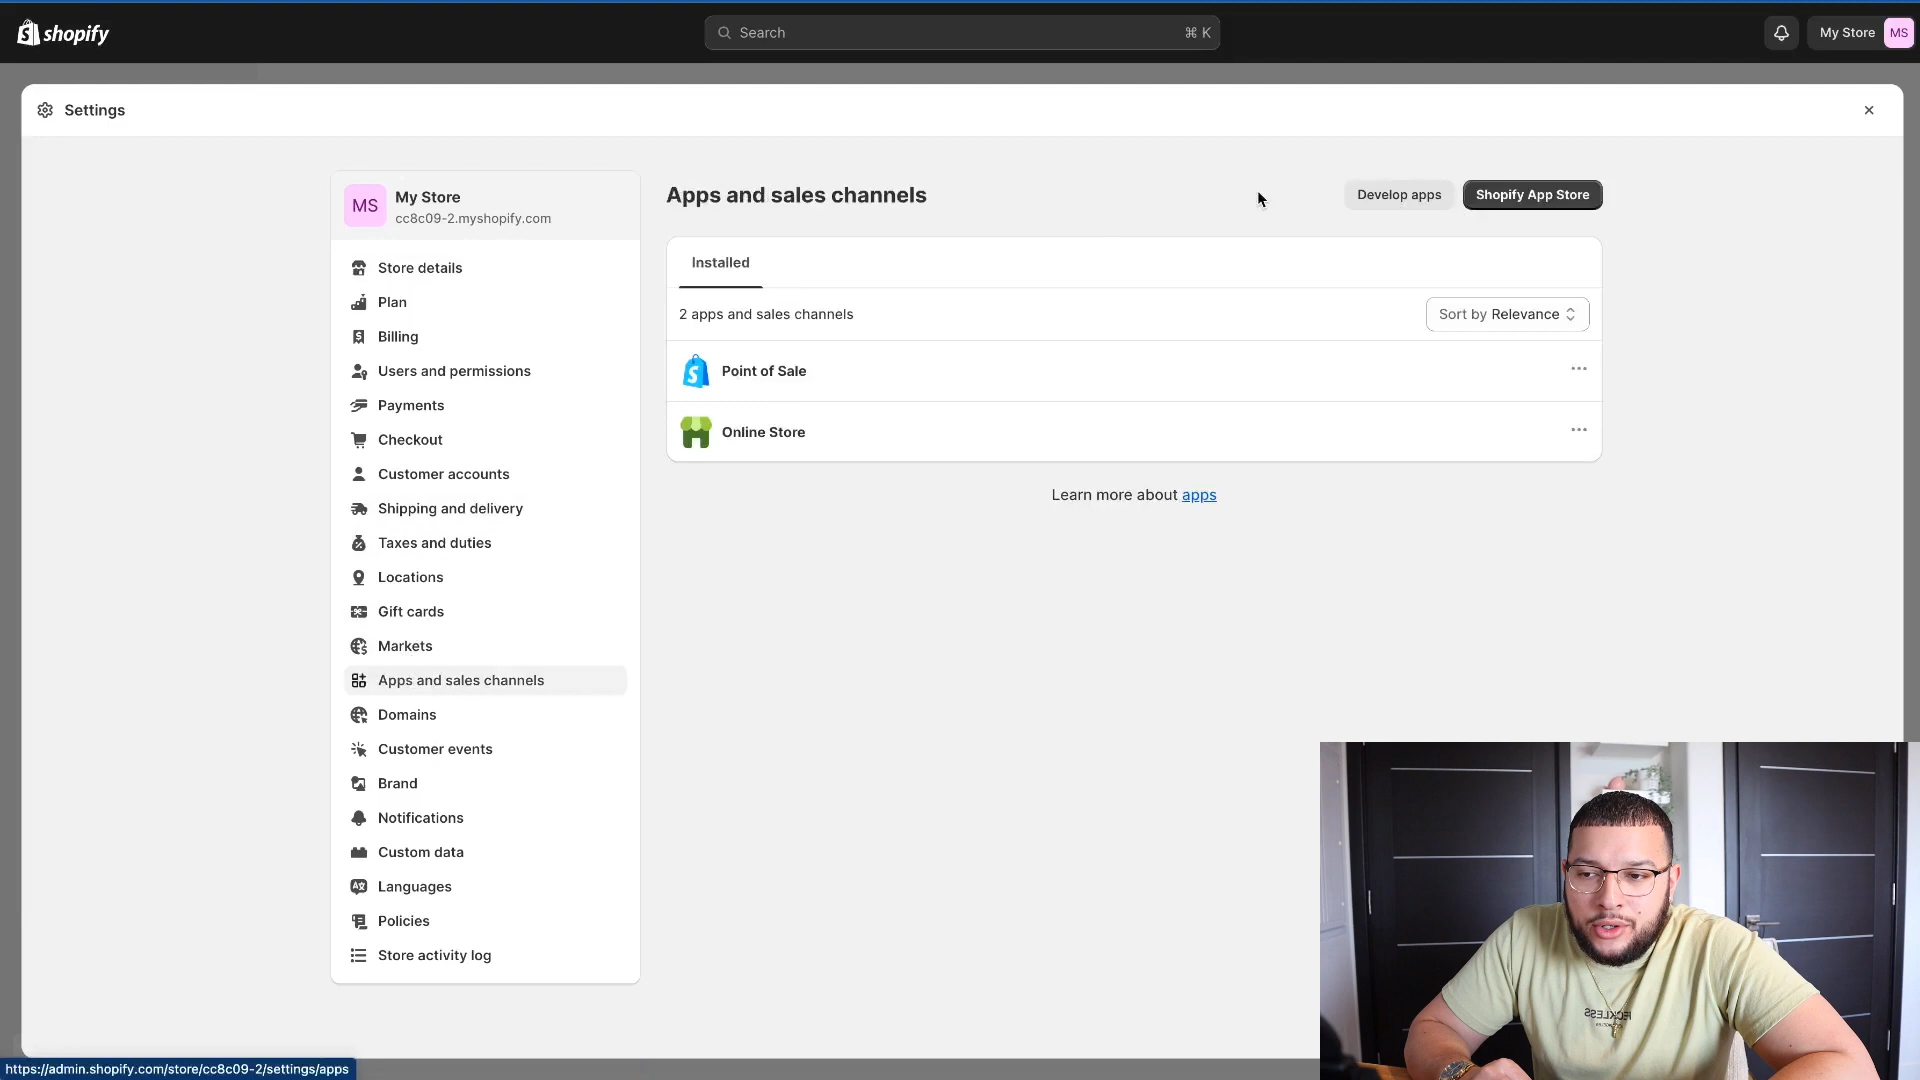 shopify
Search
⌘ K
My Store
MS
Settings
MS
My Store
cc8c09-2.myshopify.com
Store details
Plan
Billing
Users and permissions
Payments
Checkout
Customer accounts
Shipping and delivery
Taxes and duties
Locations
Gift cards
Markets
Apps and sales channels
Domains
Customer events
Brand
Notifications
Custom data
Languages
Policies
Store activity log
Apps and sales channels
Develop apps
Shopify App Store
Installed
2 apps and sales channels
Sort by Relevance
Point of Sale
Online Store
Learn more about apps
https://admin.shopify.com/store/cc8c09-2/settings/apps